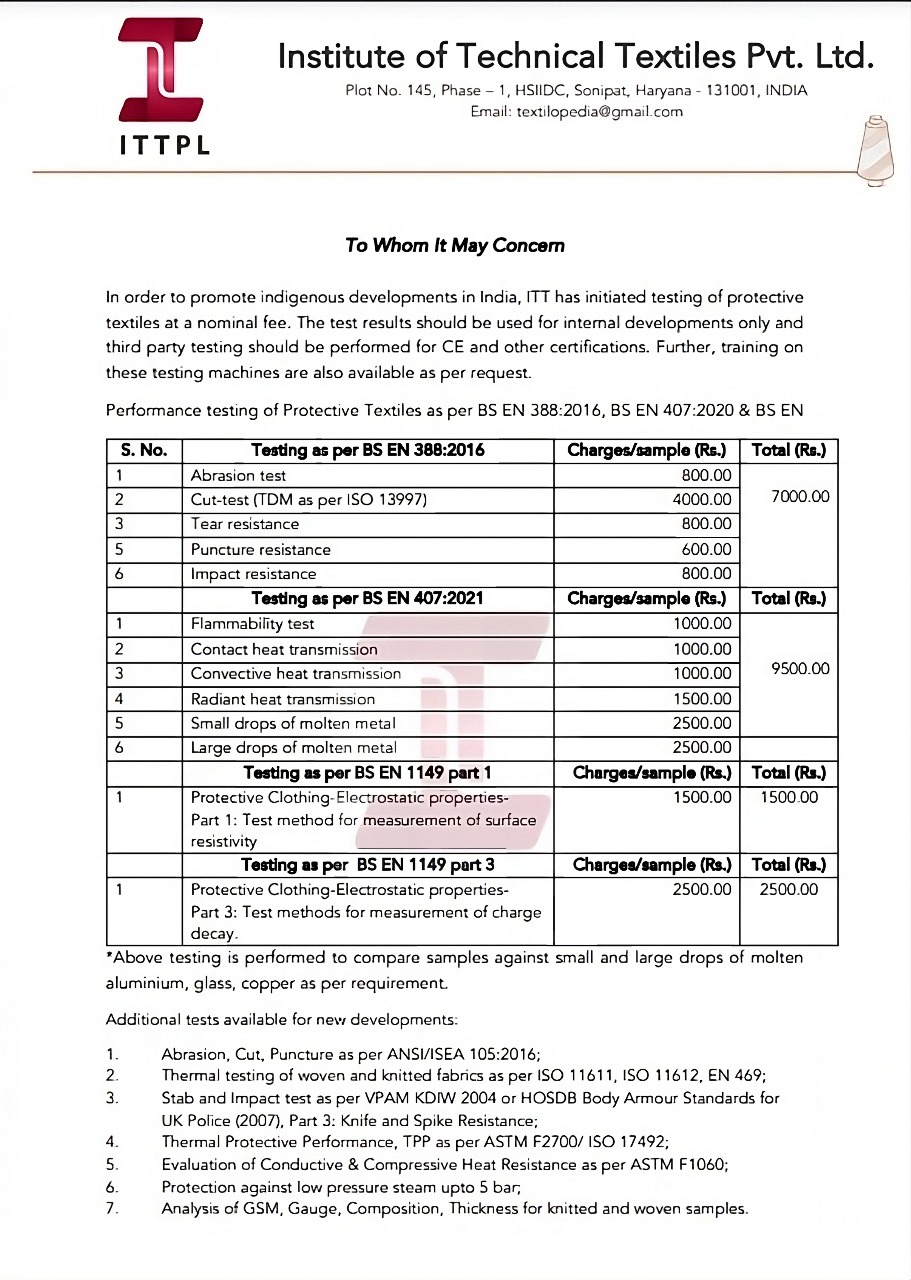 Institute of Technical Textiles Pvt. Ltd.
Plot No. 145, Phase – 1, HSIIDC, Sonipat, Haryana - 131001, INDIA
Email: textilopedia@gmail.com
ITTPL
To Whom It May Concern
In order to promote indigenous developments in India, ITT has initiated testing of protective
textiles at a nominal fee. The test results should be used for internal developments only and
third party testing should be performed for CE and other certifications. Further, training on
these testing machines are also available as per request.
Performance testing of Protective Textiles as per BS EN 388:2016, BS EN 407:2020 & BS EN
S. No. Testing as per BS EN 388:2016 Charges/sample (Rs.) Total (Rs.)
1 Abrasion test 800.00
2 Cut-test (TDM as per ISO 13997) 4000.00 7000.00
3 Tear resistance 800.00
5 Puncture resistance 600.00
6 Impact resistance 800.00
Testing as per BS EN 407:2021 Charges/sample (Rs.) Total (Rs.)
1 Flammability test 1000.00
2 Contact heat transmission 1000.00
3 Convective heat transmission 1000.00 9500.00
4 Radiant heat transmission 1500.00
5 Small drops of molten metal 2500.00
6 Large drops of molten metal 2500.00
Testing as per BS EN 1149 part 1 Charges/sample (Rs.) Total (Rs.)
1 Protective Clothing-Electrostatic properties- 1500.00 1500.00
Part 1: Test method for measurement of surface
resistivity
Testing as per BS EN 1149 part 3 Charges/sample (Rs.) Total (Rs.)
1 Protective Clothing-Electrostatic properties- 2500.00 2500.00
Part 3: Test methods for measurement of charge
decay.
*Above testing is performed to compare samples against small and large drops of molten
aluminium, glass, copper as per requirement.
Additional tests available for new developments:
1. Abrasion, Cut, Puncture as per ANSI/ISEA 105:2016;
2. Thermal testing of woven and knitted fabrics as per ISO 11611, ISO 11612, EN 469;
3. Stab and Impact test as per VPAM KDIW 2004 or HOSDB Body Armour Standards for
UK Police (2007), Part 3: Knife and Spike Resistance;
4. Thermal Protective Performance, TPP as per ASTM F2700/ ISO 17492;
5. Evaluation of Conductive & Compressive Heat Resistance as per ASTM F1060;
6. Protection against low pressure steam upto 5 bar;
7. Analysis of GSM, Gauge, Composition, Thickness for knitted and woven samples.